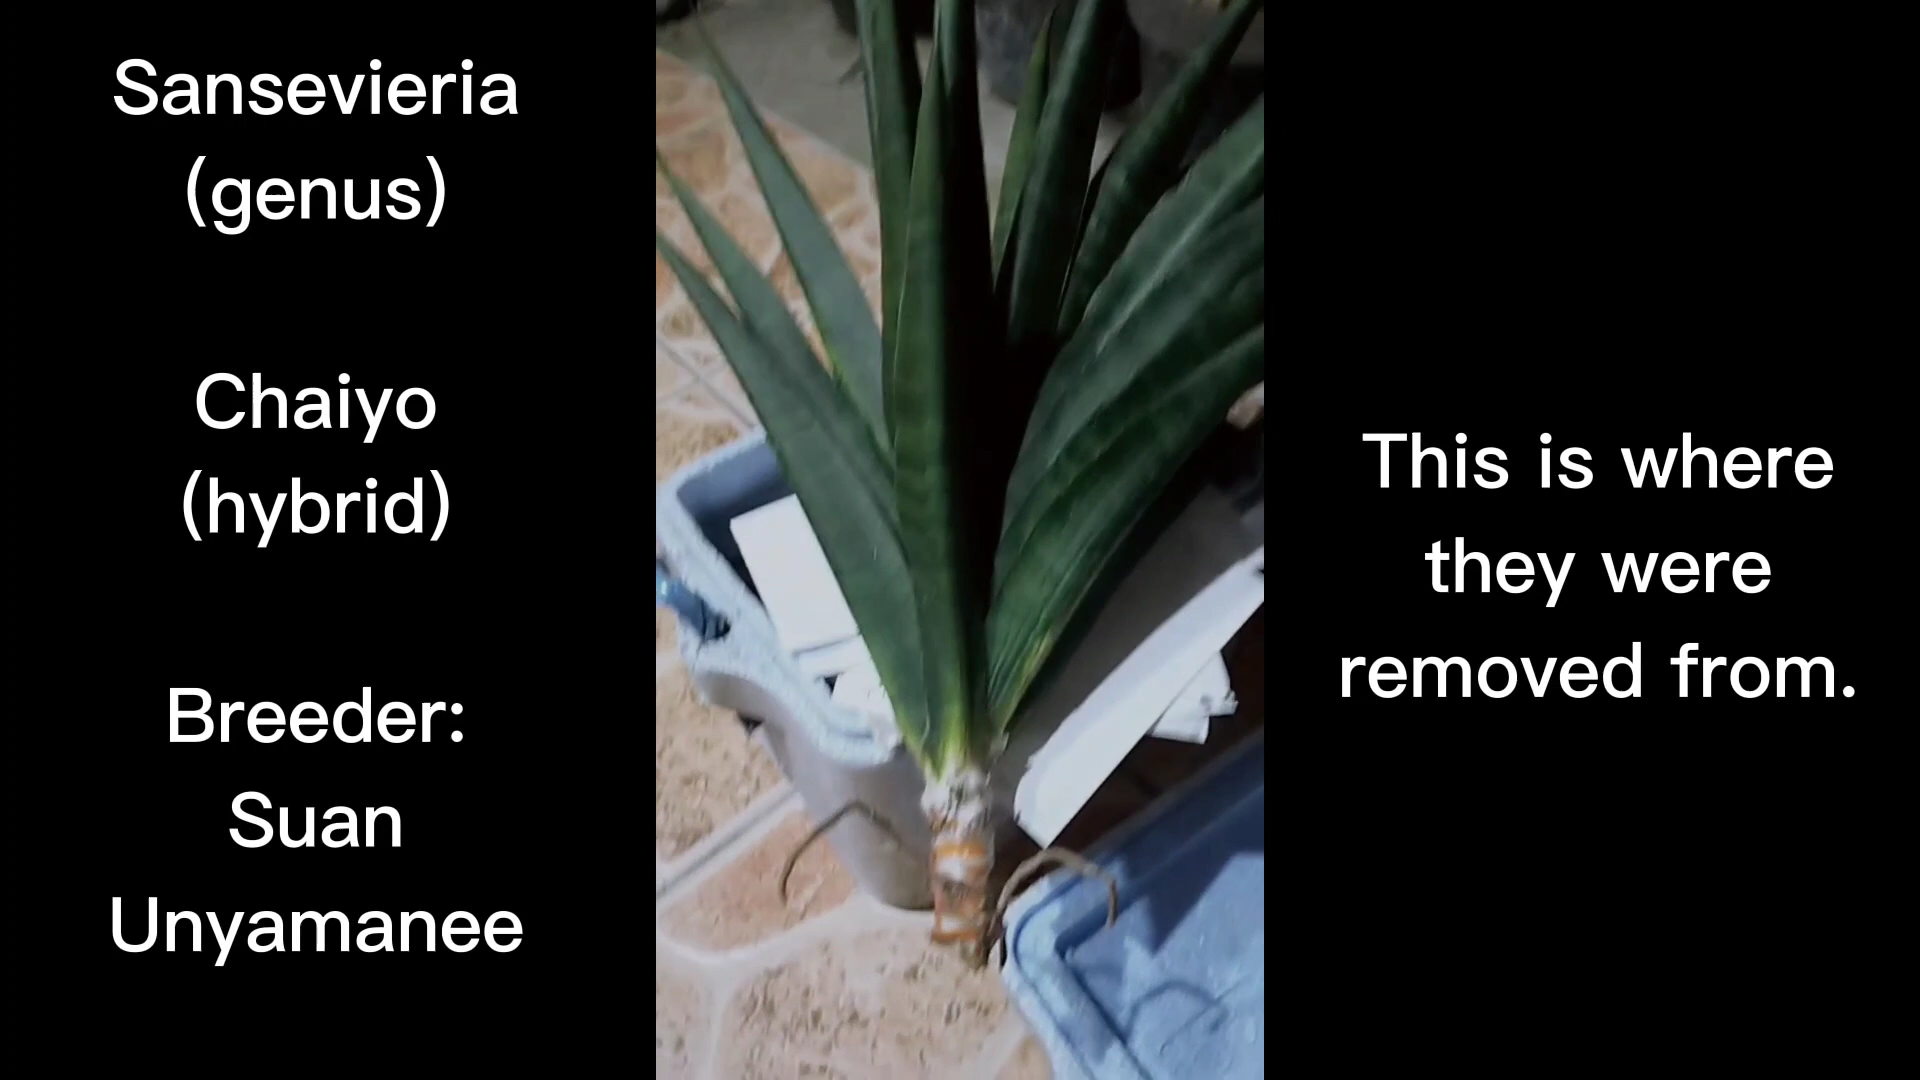 Sansevieria
(genus)
Chaiyo
(hybrid)
Breeder:
Suan
Unyamanee
This is where
they were
removed from.